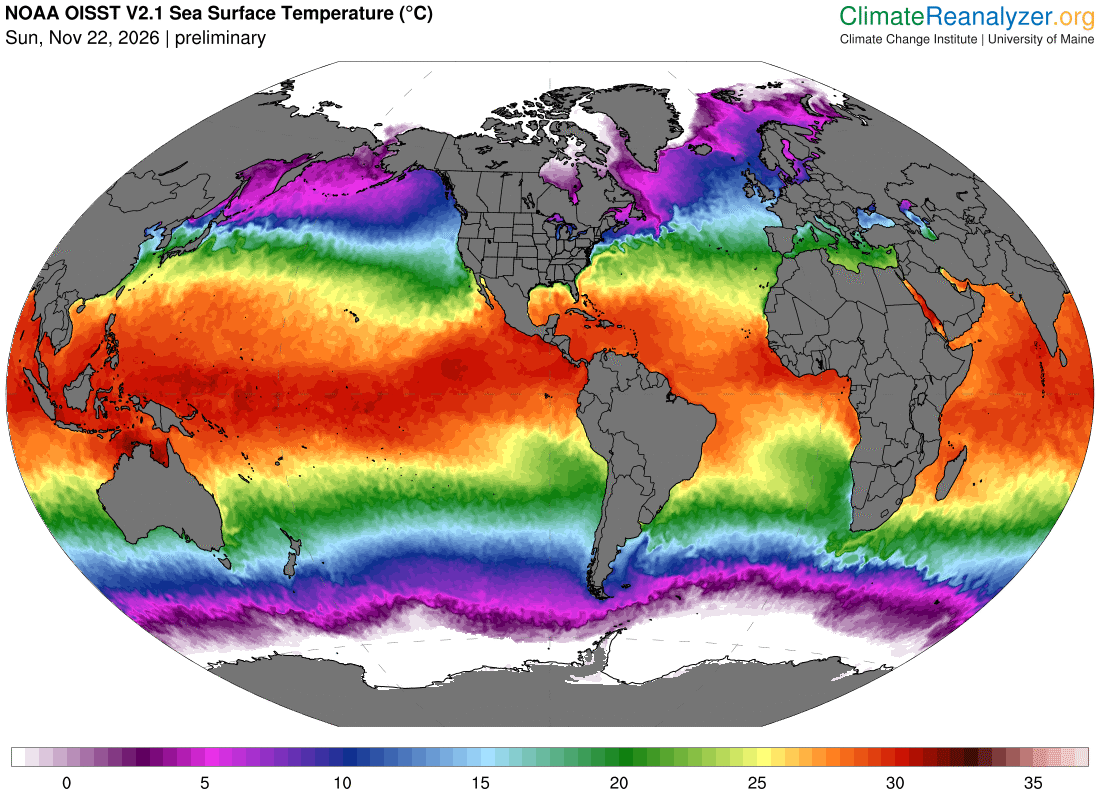 NOAA OISST V2.1 Sea Surface Temperature (°C)
Sun, Nov 22, 2026 | preliminary
ClimateReanalyzer.org
Climate Change Institute | University of Maine
0 5 10 15 20 25 30 35